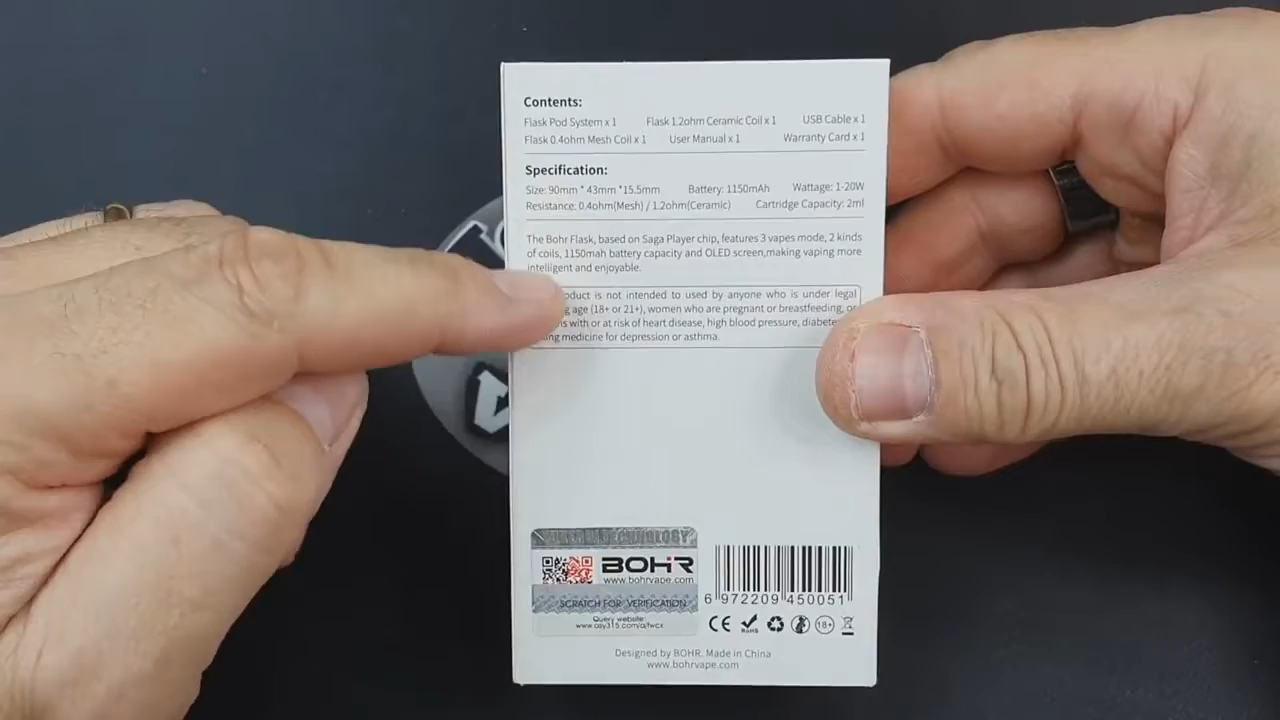 Contents:
Flask Pod System x 1 Flask 1.2ohm Ceramic Coil x 1 USB Cable x 1
Flask 0.4ohm Mesh Coil x 1 User Manual x 1 Warranty Card x 1
Specification:
Size: 90mm * 43mm *15.5mm Battery: 1150mAh Wattage: 1-20W
Resistance: 0.4ohm(Mesh) / 1.2ohm(Ceramic) Cartridge Capacity: 2ml
The Bohr Flask, based on Saga Player chip, features 3 vapes mode, 2 kinds
of coils, 1150mah battery capacity and OLED screen,making vaping more
intelligent and enjoyable.
is not intended to used by anyone who is under legal
age (18+ or 21+), women who are pregnant or breastfeeding, or
with or at risk of heart disease, high blood pressure,
medicine for depression or asthma.
TECHNOLOGY
BOHR
www.bohrvape.com
SCRATCH FOR VERIFICATION
Query website:
6 972209 450051
CE RoHS 18+
Designed by BOHR. Made in China
www.bohrvape.com